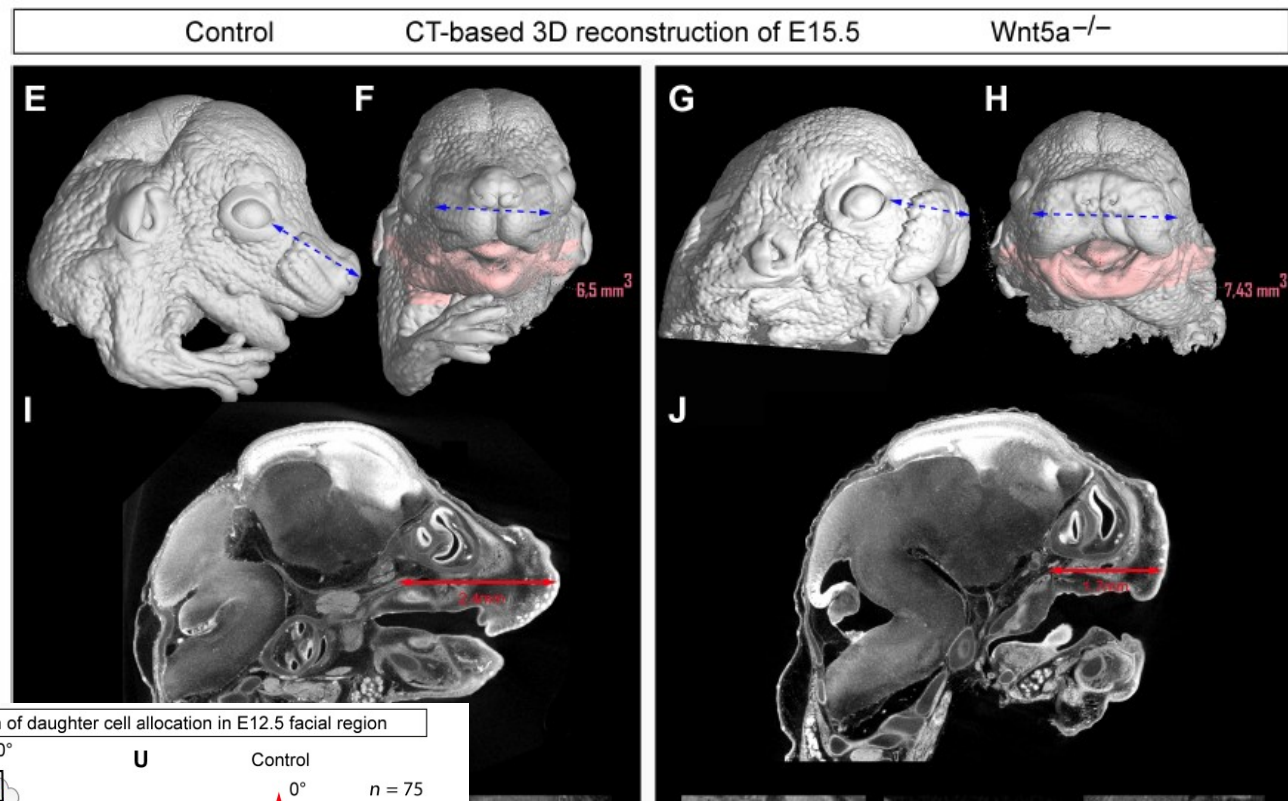 Control CT-based 3D reconstruction of E15.5 Wnt5a−/−
E F G H
6,5 mm3
7,43 mm3
I J
of daughter cell allocation in E12.5 facial region
0°
U Control
0° n = 75